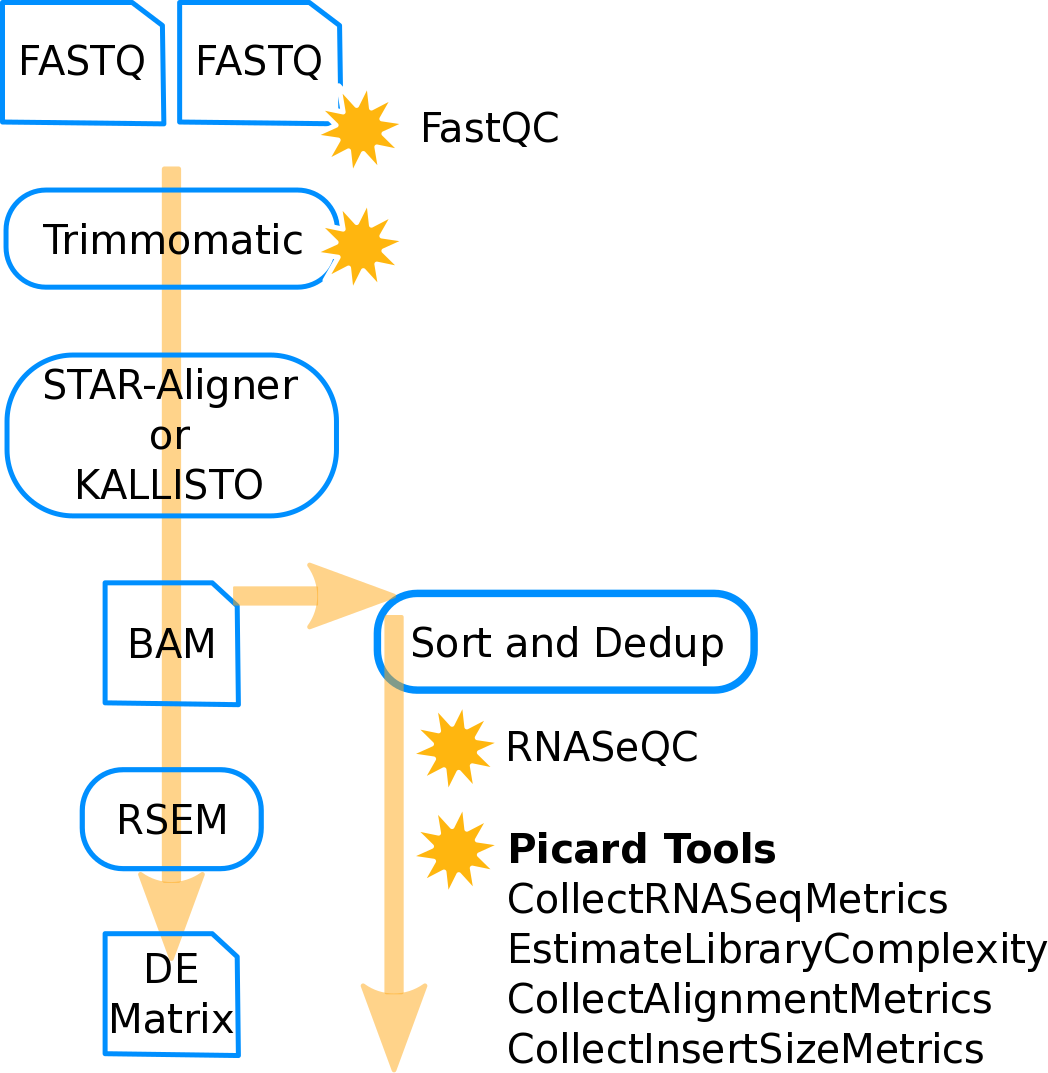 FASTQ FASTQ
FastQC
Trimmomatic
STAR-Aligner
or
KALLISTO
BAM
Sort and Dedup
RNASeQC
RSEM
Picard Tools
CollectRNASeqMetrics
EstimateLibraryComplexity
CollectAlignmentMetrics
CollectInsertSizeMetrics
DE
Matrix